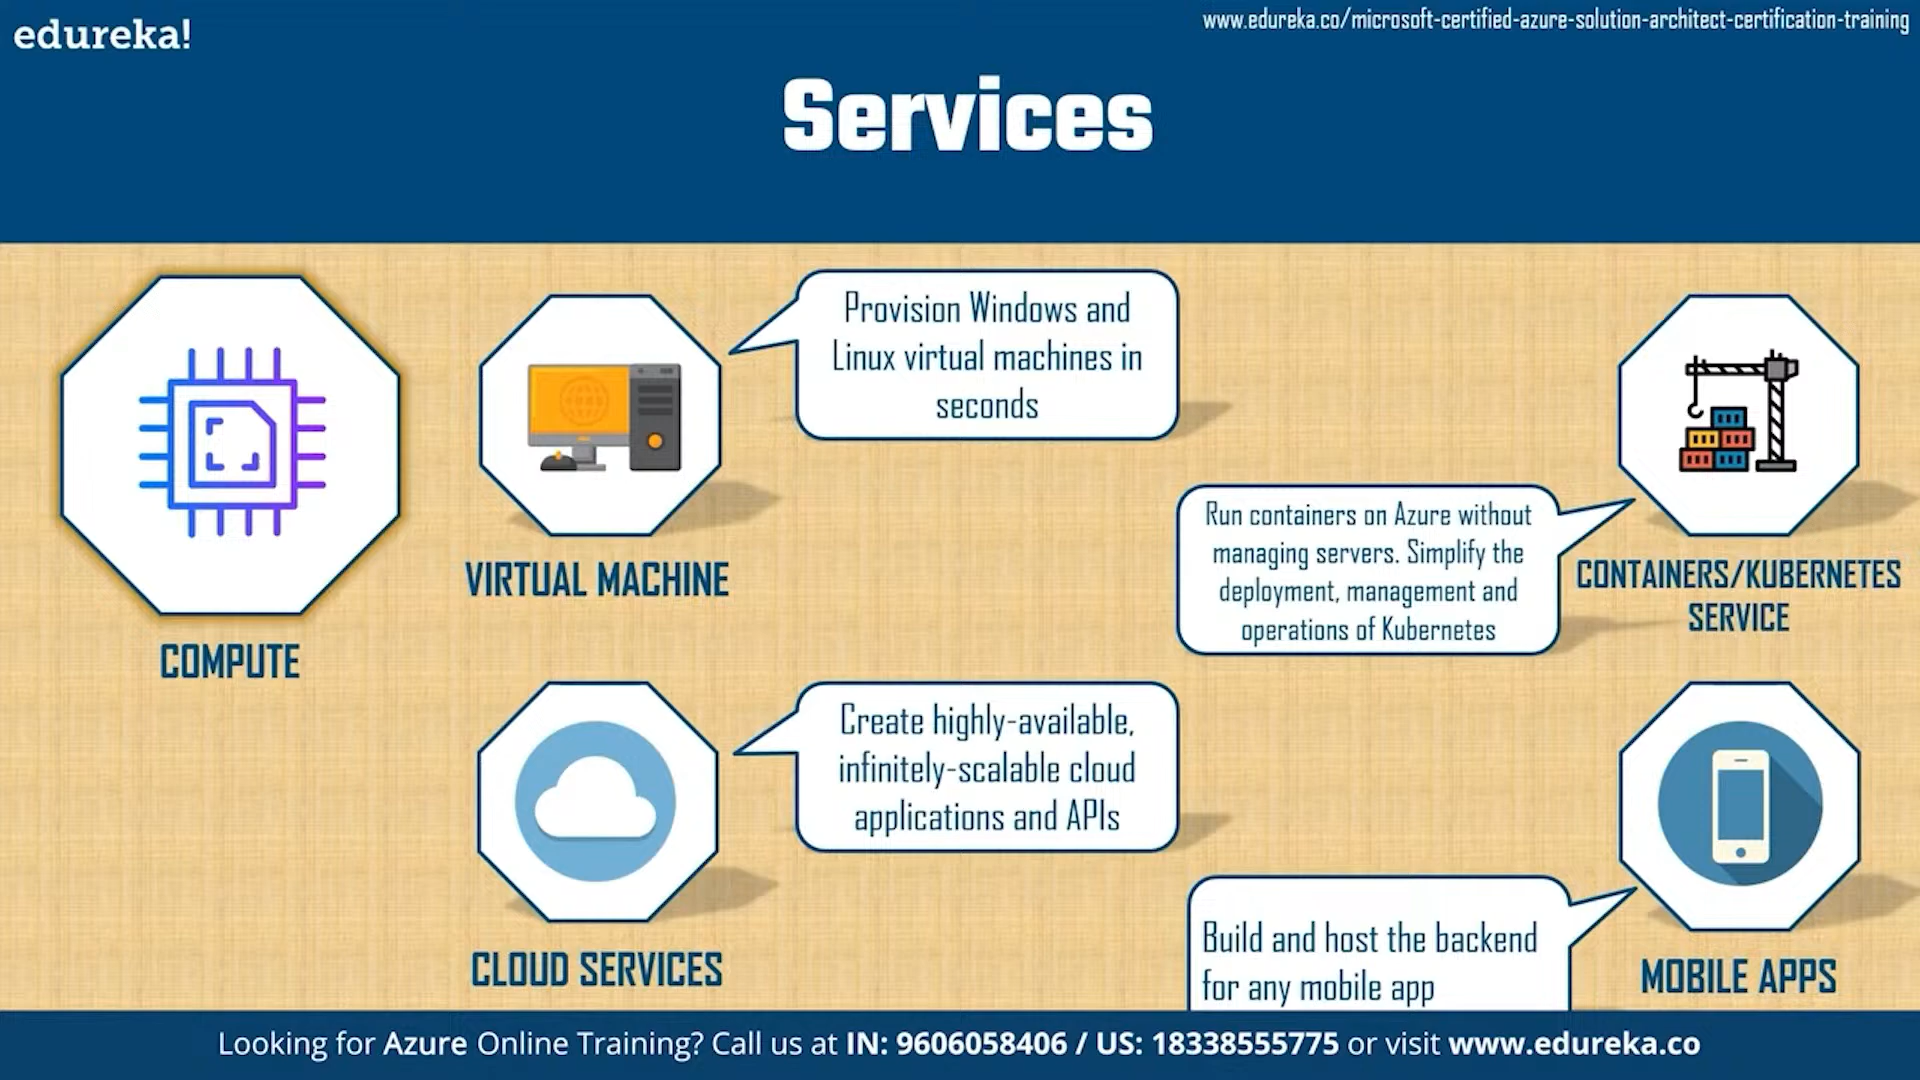 edureka!
www.edureka.co/microsoft-certified-azure-solution-architect-certification-training
Services
COMPUTE
VIRTUAL MACHINE
Provision Windows and
Linux virtual machines in
seconds
Run containers on Azure without
managing servers. Simplify the
deployment, management and
operations of Kubernetes
CONTAINERS/KUBERNETES
SERVICE
CLOUD SERVICES
Create highly-available,
infinitely-scalable cloud
applications and APIs
Build and host the backend
for any mobile app
MOBILE APPS
Looking for Azure Online Training? Call us at IN: 9606058406 / US: 18338555775 or visit www.edureka.co